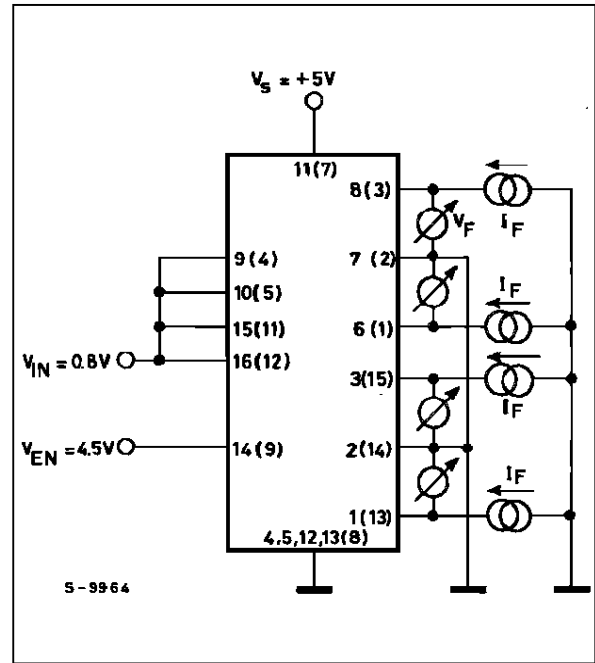 V_S = +5V
11(7)
8(3)
V_F
I_F
9(4)
7(2)
10(5)
I_F
15(11)
6(1)
V_IN = 0.8V
16(12)
3(15)
I_F
V_EN = 4.5V
14(9)
2(14)
I_F
1(13)
4,5,12,13(8)
S-9964